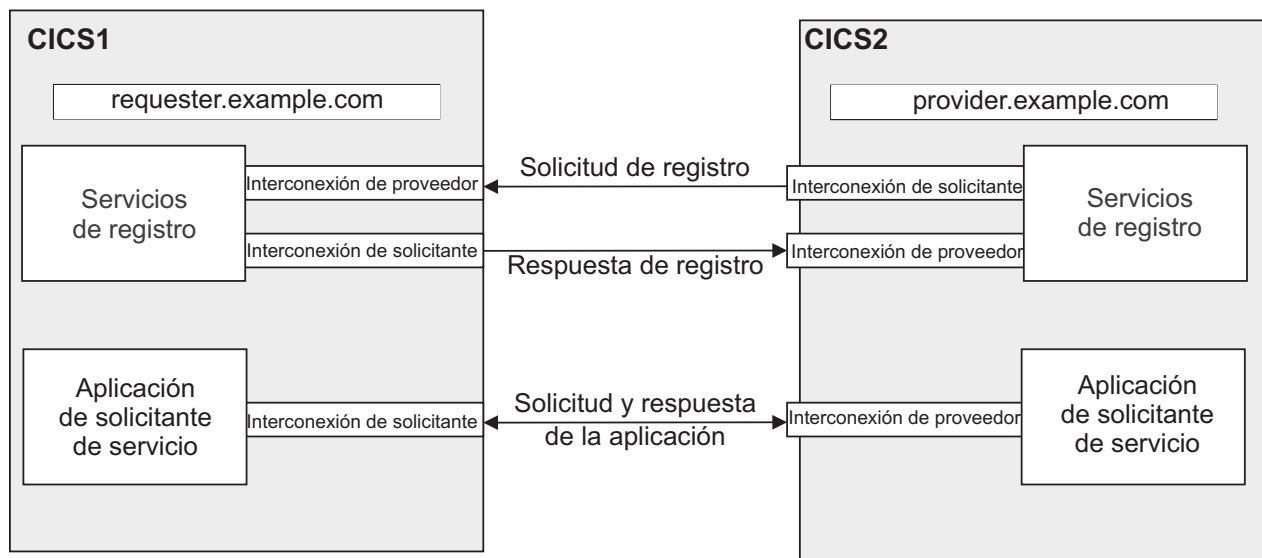 CICS1
CICS2
requester.example.com
provider.example.com
Servicios
de registro
Interconexión de proveedor
Solicitud de registro
Interconexión de solicitante
Servicios
de registro
Interconexión de solicitante
Respuesta de registro
Interconexión de proveedor
Aplicación
de solicitante
de servicio
Interconexión de solicitante
Solicitud y respuesta
de la aplicación
Interconexión de proveedor
Aplicación
de solicitante
de servicio